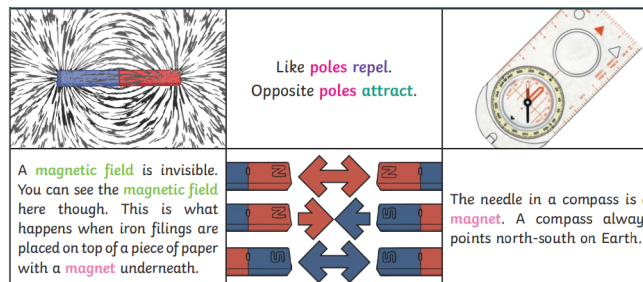 Like poles repel.
Opposite poles attract.
A magnetic field is invisible.
You can see the magnetic field
here though. This is what
happens when iron filings are
placed on top of a piece of paper
with a magnet underneath.
N N
N S
S S
The needle in a compass is
magnet. A compass alway
points north-south on Earth.